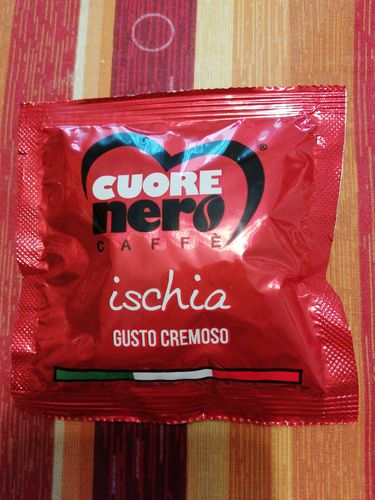 CUORE
nero
CAFFÈ
ischia
GUSTO CREMOSO